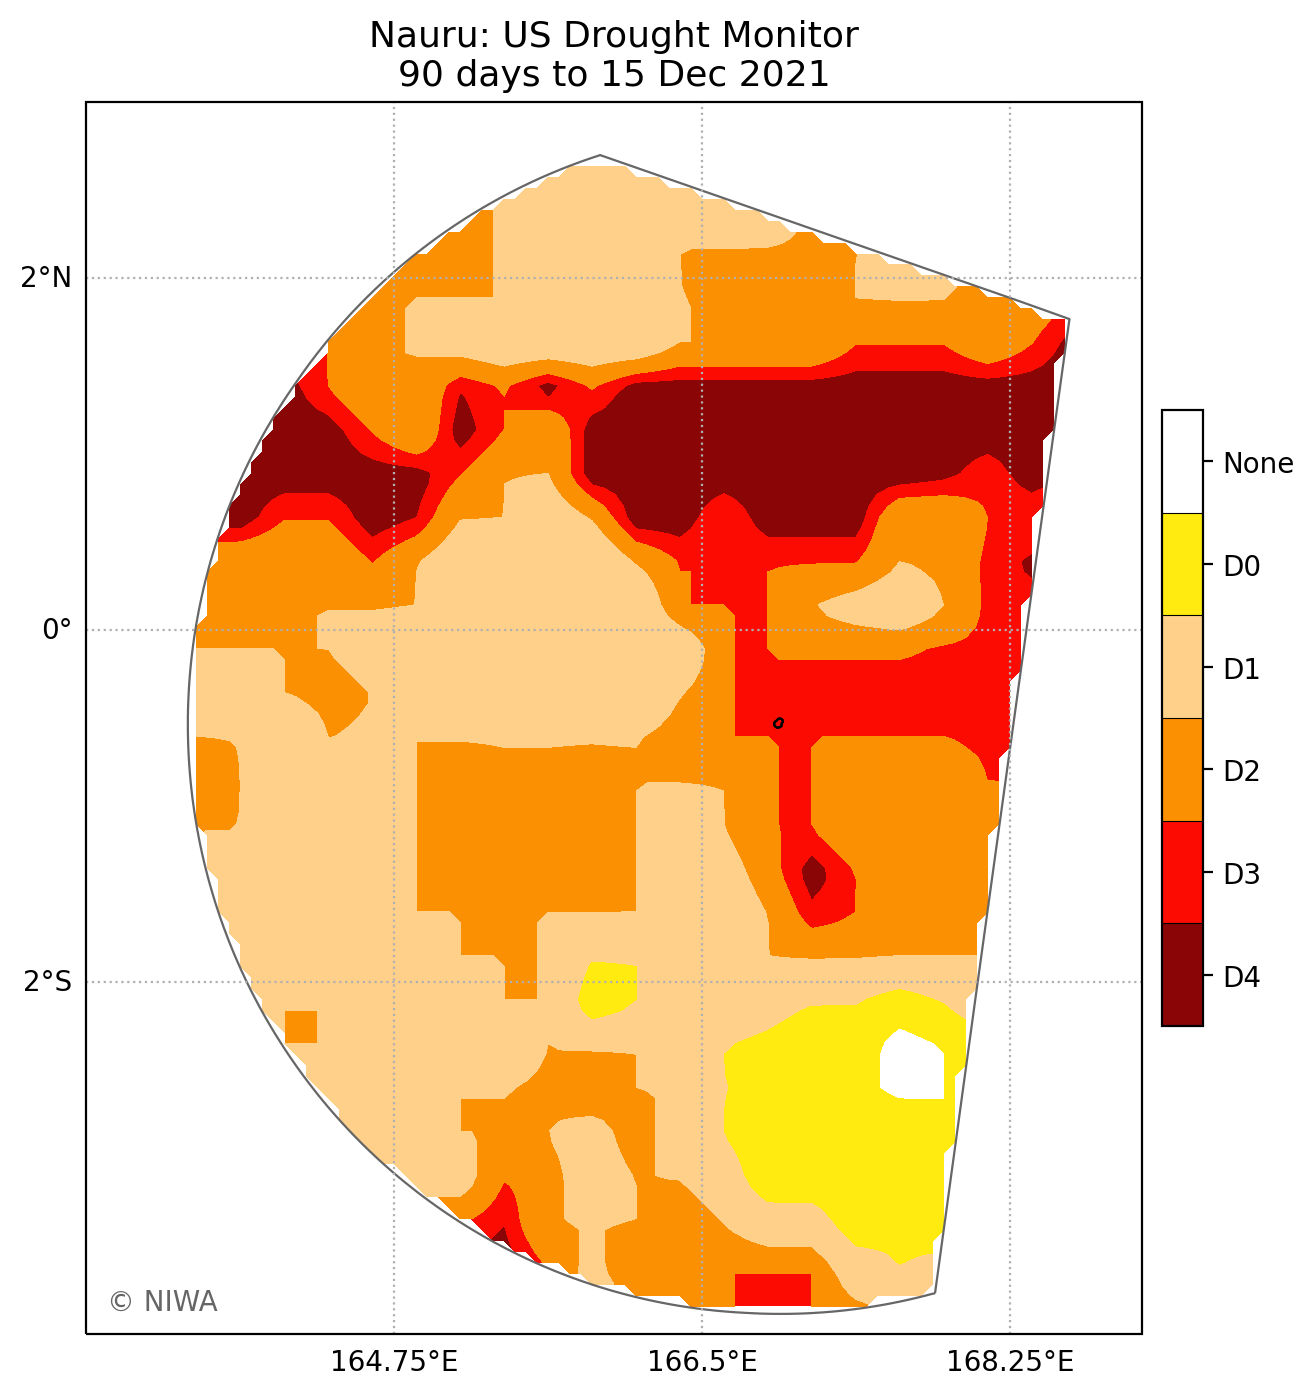 Nauru: US Drought Monitor
90 days to 15 Dec 2021
2°N
0°
2°S
164.75°E
166.5°E
168.25°E
None
D0
D1
D2
D3
D4
© NIWA